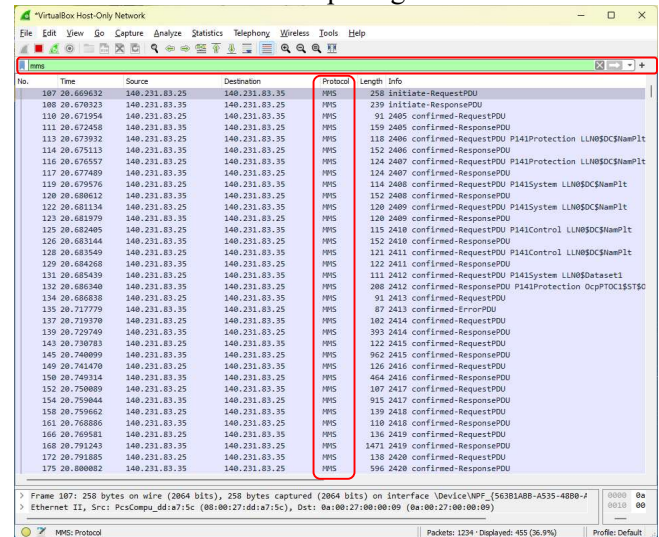 *VirtualBox Host-Only Network
File Edit View Go Capture Analyze Statistics Telephony Wireless Tools Help
mms
No. Time Source Destination Protocol Length Info
107 20.669632 140.231.83.25 140.231.83.35 MMS 258 initiate-RequestPDU
108 20.670323 140.231.83.35 140.231.83.25 MMS 239 initiate-ResponsePDU
110 20.671954 140.231.83.25 140.231.83.35 MMS 91 2405 confirmed-RequestPDU
111 20.672458 140.231.83.35 140.231.83.25 MMS 159 2405 confirmed-ResponsePDU
113 20.673932 140.231.83.25 140.231.83.35 MMS 118 2406 confirmed-RequestPDU P141Protection LLN0$DC$NamPlt
114 20.675113 140.231.83.35 140.231.83.25 MMS 152 2406 confirmed-ResponsePDU
116 20.676557 140.231.83.25 140.231.83.35 MMS 124 2407 confirmed-RequestPDU P141Protection LLN0$DC$NamPlt
117 20.677489 140.231.83.35 140.231.83.25 MMS 124 2407 confirmed-ResponsePDU
119 20.679576 140.231.83.25 140.231.83.35 MMS 114 2408 confirmed-RequestPDU P141System LLN0$DC$NamPlt
120 20.680612 140.231.83.35 140.231.83.25 MMS 152 2408 confirmed-ResponsePDU
122 20.681134 140.231.83.25 140.231.83.35 MMS 120 2409 confirmed-RequestPDU P141System LLN0$DC$NamPlt
123 20.681979 140.231.83.35 140.231.83.25 MMS 120 2409 confirmed-ResponsePDU
125 20.682405 140.231.83.25 140.231.83.35 MMS 115 2410 confirmed-RequestPDU P141Control LLN0$DC$NamPlt
126 20.683144 140.231.83.35 140.231.83.25 MMS 152 2410 confirmed-ResponsePDU
128 20.683549 140.231.83.25 140.231.83.35 MMS 121 2411 confirmed-RequestPDU P141Control LLN0$DC$NamPlt
129 20.684268 140.231.83.35 140.231.83.25 MMS 122 2411 confirmed-ResponsePDU
131 20.685439 140.231.83.25 140.231.83.35 MMS 111 2412 confirmed-RequestPDU P141System LLN0$Dataset1
132 20.686340 140.231.83.35 140.231.83.25 MMS 208 2412 confirmed-ResponsePDU P141Protection OcpPTOC1$ST$O
134 20.686838 140.231.83.25 140.231.83.35 MMS 91 2413 confirmed-RequestPDU
135 20.717779 140.231.83.35 140.231.83.25 MMS 87 2413 confirmed-ErrorPDU
137 20.719370 140.231.83.25 140.231.83.35 MMS 102 2414 confirmed-RequestPDU
139 20.729749 140.231.83.35 140.231.83.25 MMS 393 2414 confirmed-ResponsePDU
143 20.730783 140.231.83.25 140.231.83.35 MMS 122 2415 confirmed-RequestPDU
145 20.740099 140.231.83.35 140.231.83.25 MMS 962 2415 confirmed-ResponsePDU
149 20.741470 140.231.83.25 140.231.83.35 MMS 126 2416 confirmed-RequestPDU
150 20.749314 140.231.83.35 140.231.83.25 MMS 464 2416 confirmed-ResponsePDU
152 20.750089 140.231.83.25 140.231.83.35 MMS 107 2417 confirmed-RequestPDU
154 20.759044 140.231.83.35 140.231.83.25 MMS 915 2417 confirmed-ResponsePDU
158 20.759662 140.231.83.25 140.231.83.35 MMS 139 2418 confirmed-RequestPDU
161 20.768886 140.231.83.35 140.231.83.25 MMS 110 2418 confirmed-ResponsePDU
166 20.769581 140.231.83.25 140.231.83.35 MMS 136 2419 confirmed-RequestPDU
168 20.791243 140.231.83.35 140.231.83.25 MMS 1471 2419 confirmed-ResponsePDU
172 20.791885 140.231.83.25 140.231.83.35 MMS 138 2420 confirmed-RequestPDU
175 20.800082 140.231.83.35 140.231.83.25 MMS 596 2420 confirmed-ResponsePDU
> Frame 107: 258 bytes on wire (2064 bits), 258 bytes captured (2064 bits) on interface \Device\NPF_{563B1ABB-A535-48B0-A 0000 0a
> Ethernet II, Src: PcsCompu_dd:a7:5c (08:00:27:dd:a7:5c), Dst: 0a:00:27:00:00:09 (0a:00:27:00:00:09) 0010 00
MMS: Protocol Packets: 1234 · Displayed: 455 (36.9%) Profile: Default